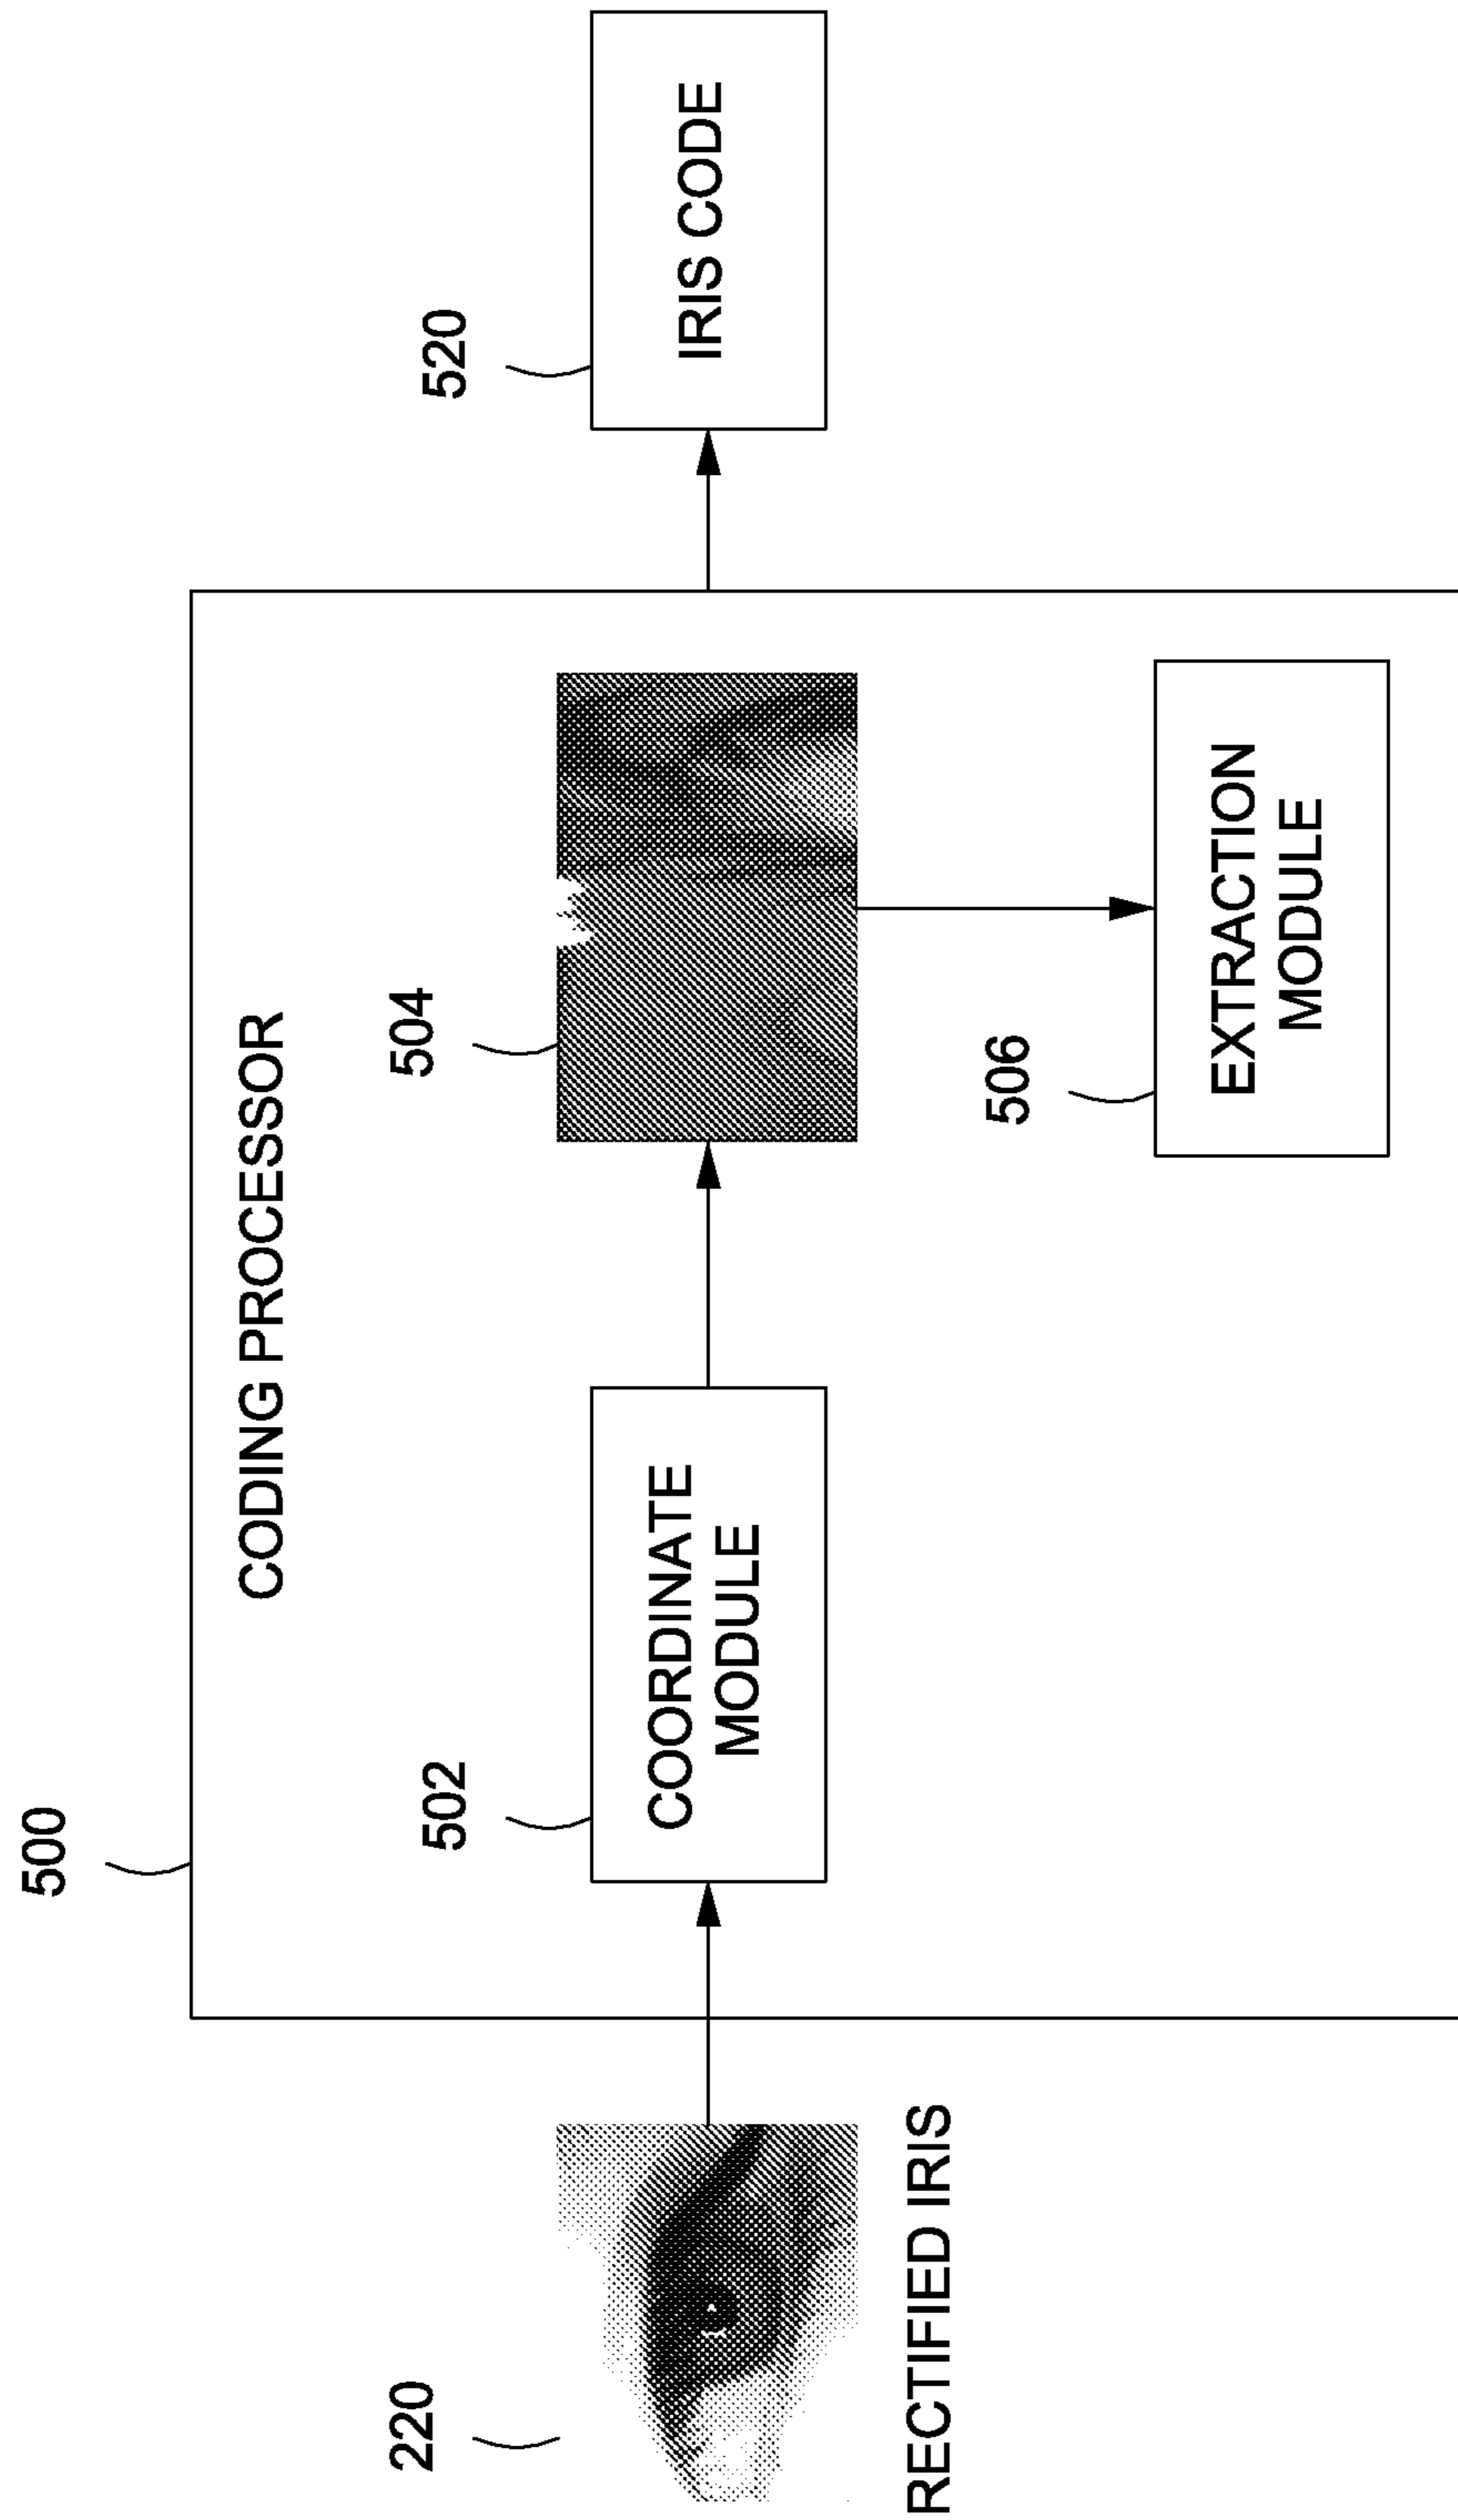 500
CODING PROCESSOR
220
RECTIFIED IRIS
502
COORDINATE
MODULE
504
506
EXTRACTION
MODULE
520
IRIS CODE